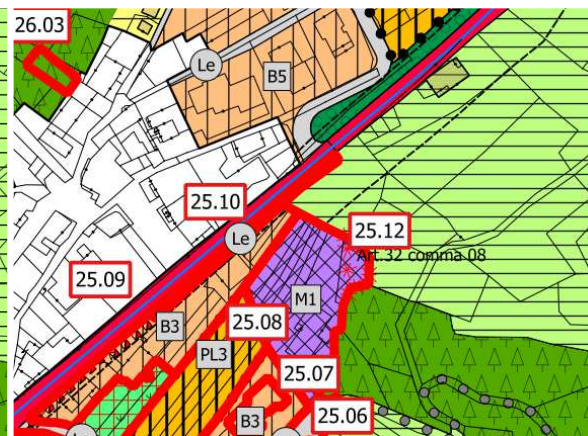 26.03
Le
B5
25.10
Le
25.12
Art.32 comma 08
25.09
M1
B3
25.08
PL3
25.07
B3
25.06